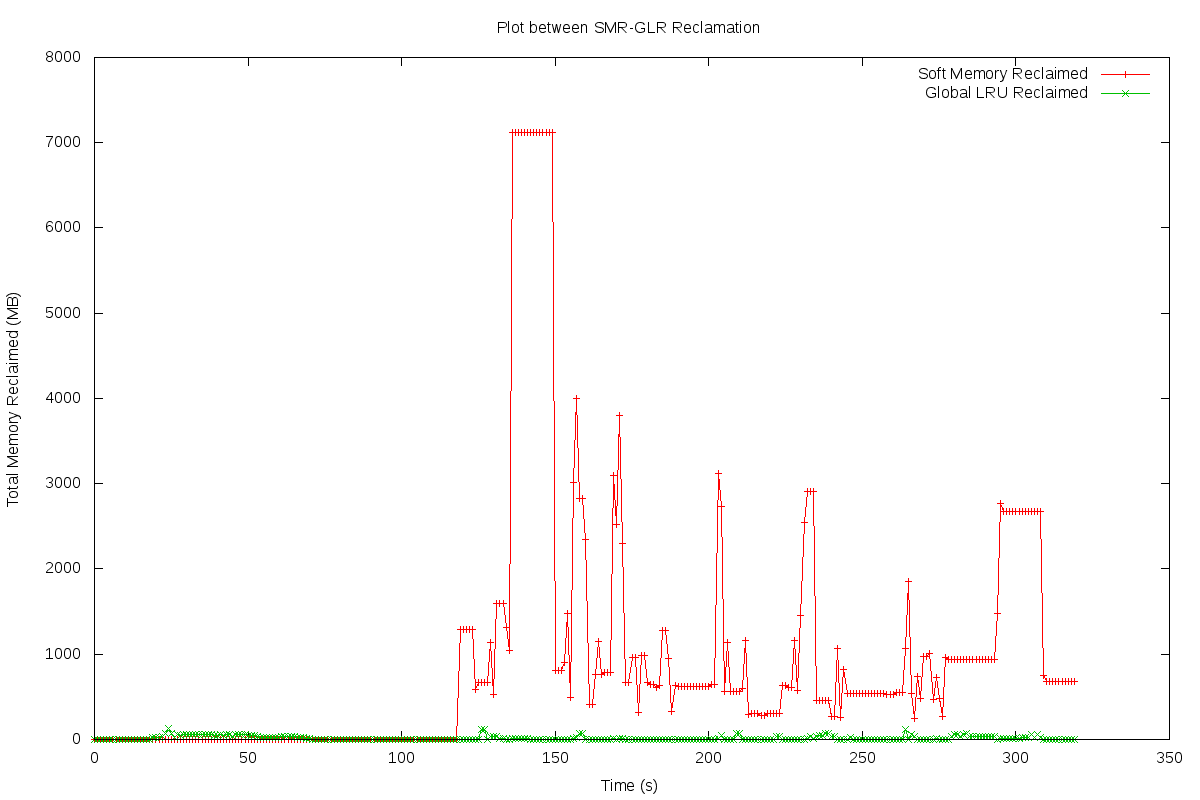 Plot between SMR-GLR Reclamation
Soft Memory Reclaimed
Global LRU Reclaimed
Total Memory Reclaimed (MB)
8000
7000
6000
5000
4000
3000
2000
1000
0
0 50 100 150 200 250 300 350
Time (s)